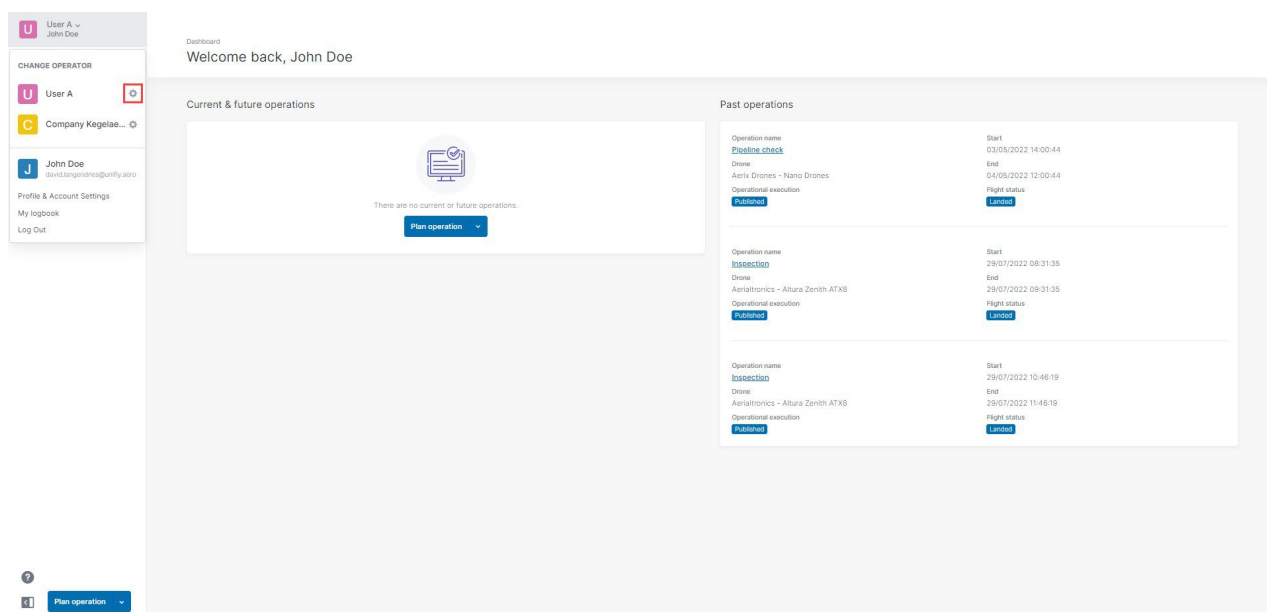 U
User A
John Doe
CHANGE OPERATOR
U
User A
C
Company Kegelae...
J
John Doe
david.langendries@unifly.aero
Profile & Account Settings
My logbook
Log Out
?
Plan operation
Dashboard
Welcome back, John Doe
Current & future operations
There are no current or future operations.
Plan operation
Past operations
Operation name
Start
Pipeline check
03/05/2022 14:00:44
Drone
End
Aerix Drones - Nano Drones
04/05/2022 12:00:44
Operational execution
Flight status
Published
Landed
Operation name
Start
Inspection
29/07/2022 08:31:35
Drone
End
Aerialtronics - Altura Zenith ATX8
29/07/2022 09:31:35
Operational execution
Flight status
Published
Landed
Operation name
Start
Inspection
29/07/2022 10:46:19
Drone
End
Aerialtronics - Altura Zenith ATX8
29/07/2022 11:46:19
Operational execution
Flight status
Published
Landed